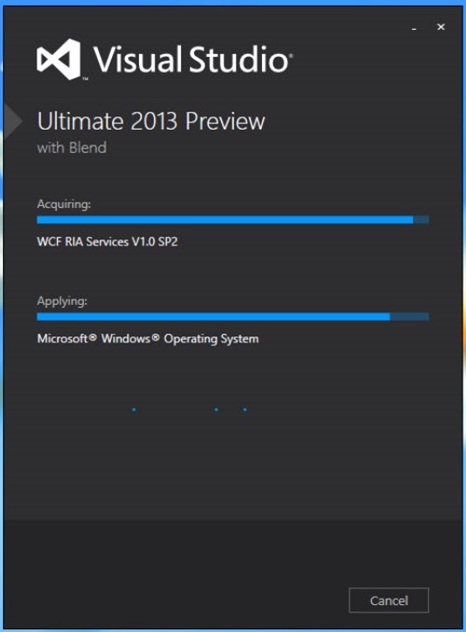 Visual Studio
Ultimate 2013 Preview
with Blend
Acquiring:
WCF RIA Services V1.0 SP2
Applying:
Microsoft® Windows® Operating System
Cancel